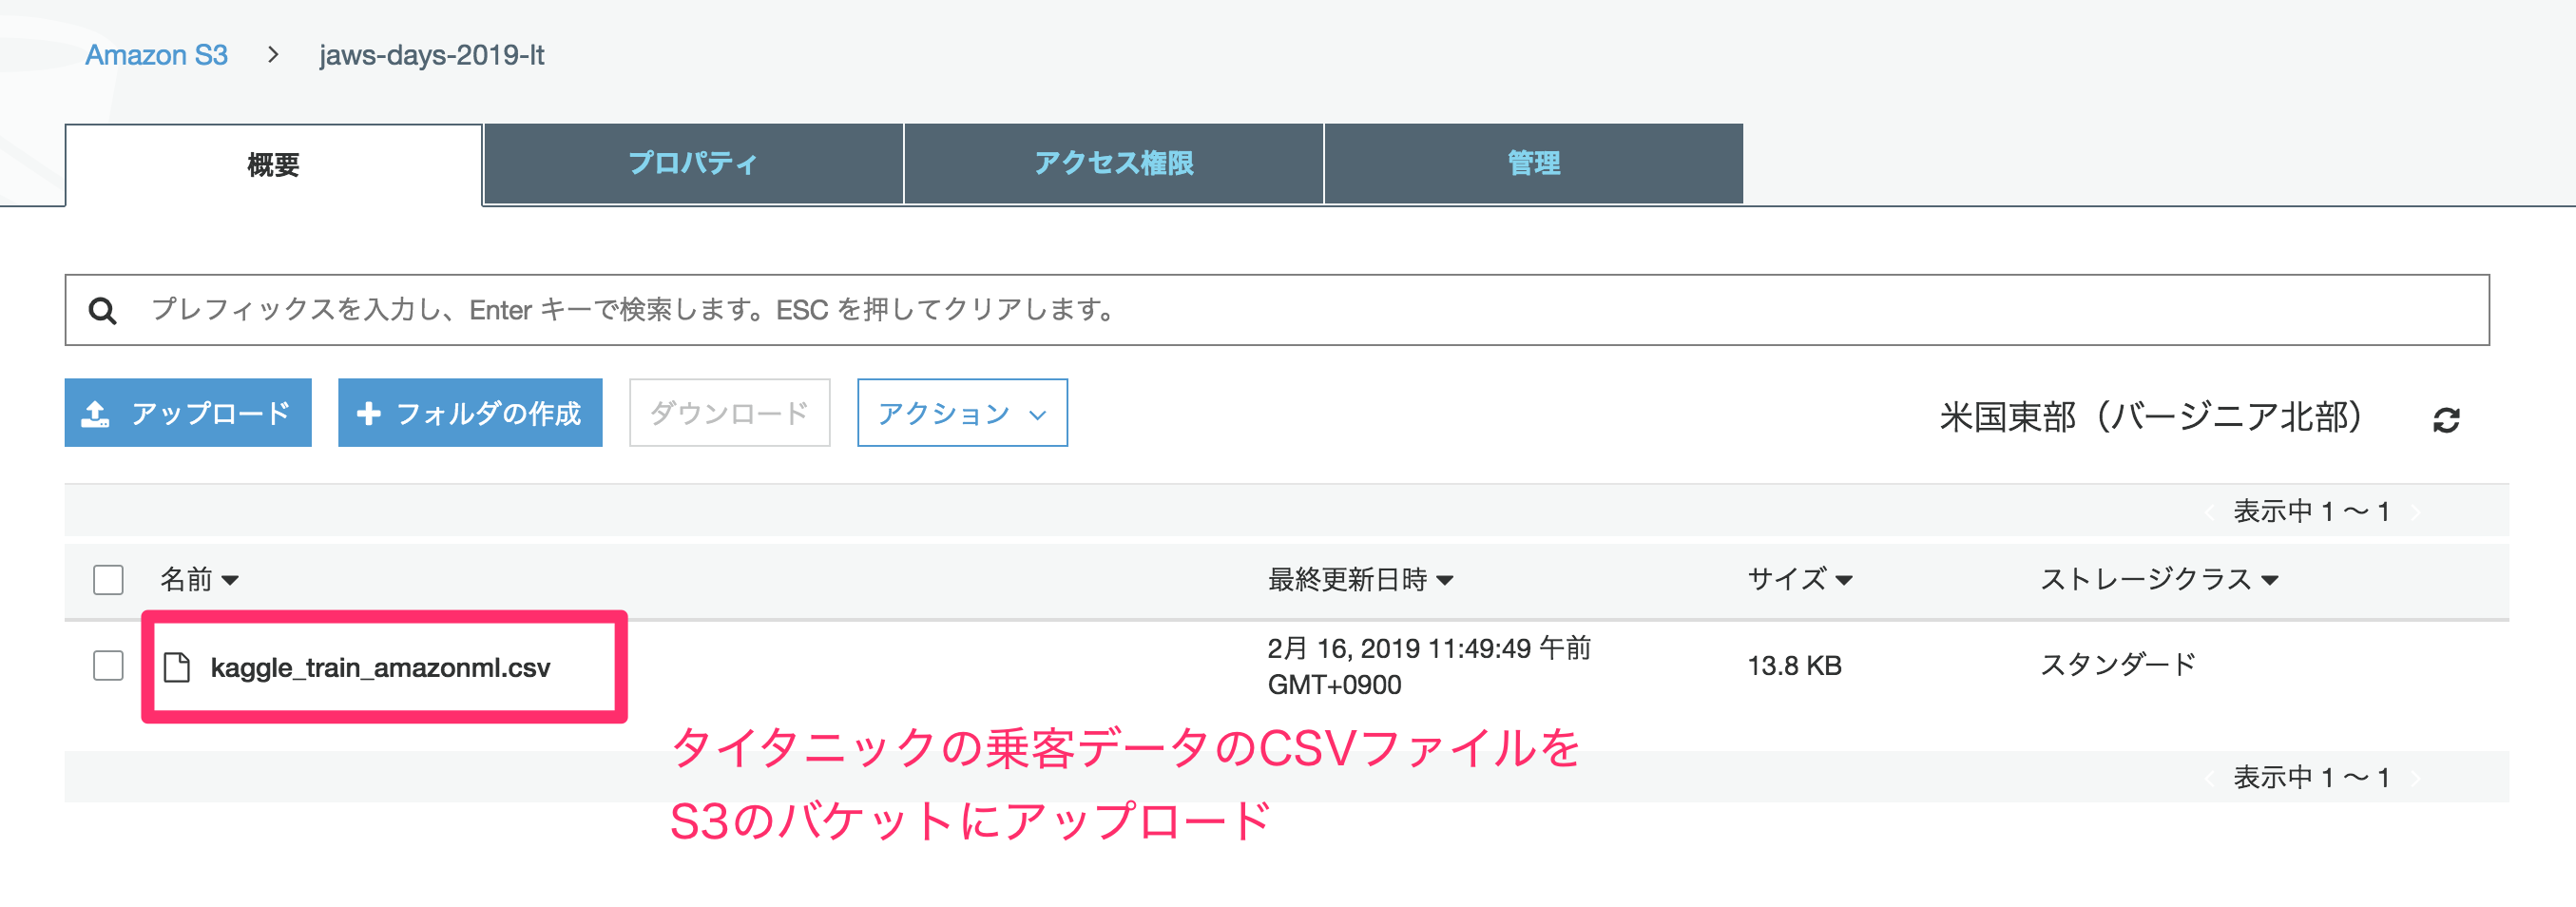 Amazon S3 > jaws-days-2019-lt
概要 プロパティ アクセス権限 管理
プレフィックスを入力し、Enter キーで検索します。ESC を押してクリアします。
アップロード フォルダの作成 ダウンロード アクション 米国東部（バージニア北部）
表示中 1 ～ 1
名前 最終更新日時 サイズ ストレージクラス
kaggle_train_amazonml.csv 2月 16, 2019 11:49:49 午前 13.8 KB スタンダード
GMT+0900
タイタニックの乗客データのCSVファイルを
表示中 1 ～ 1
S3のバケットにアップロード